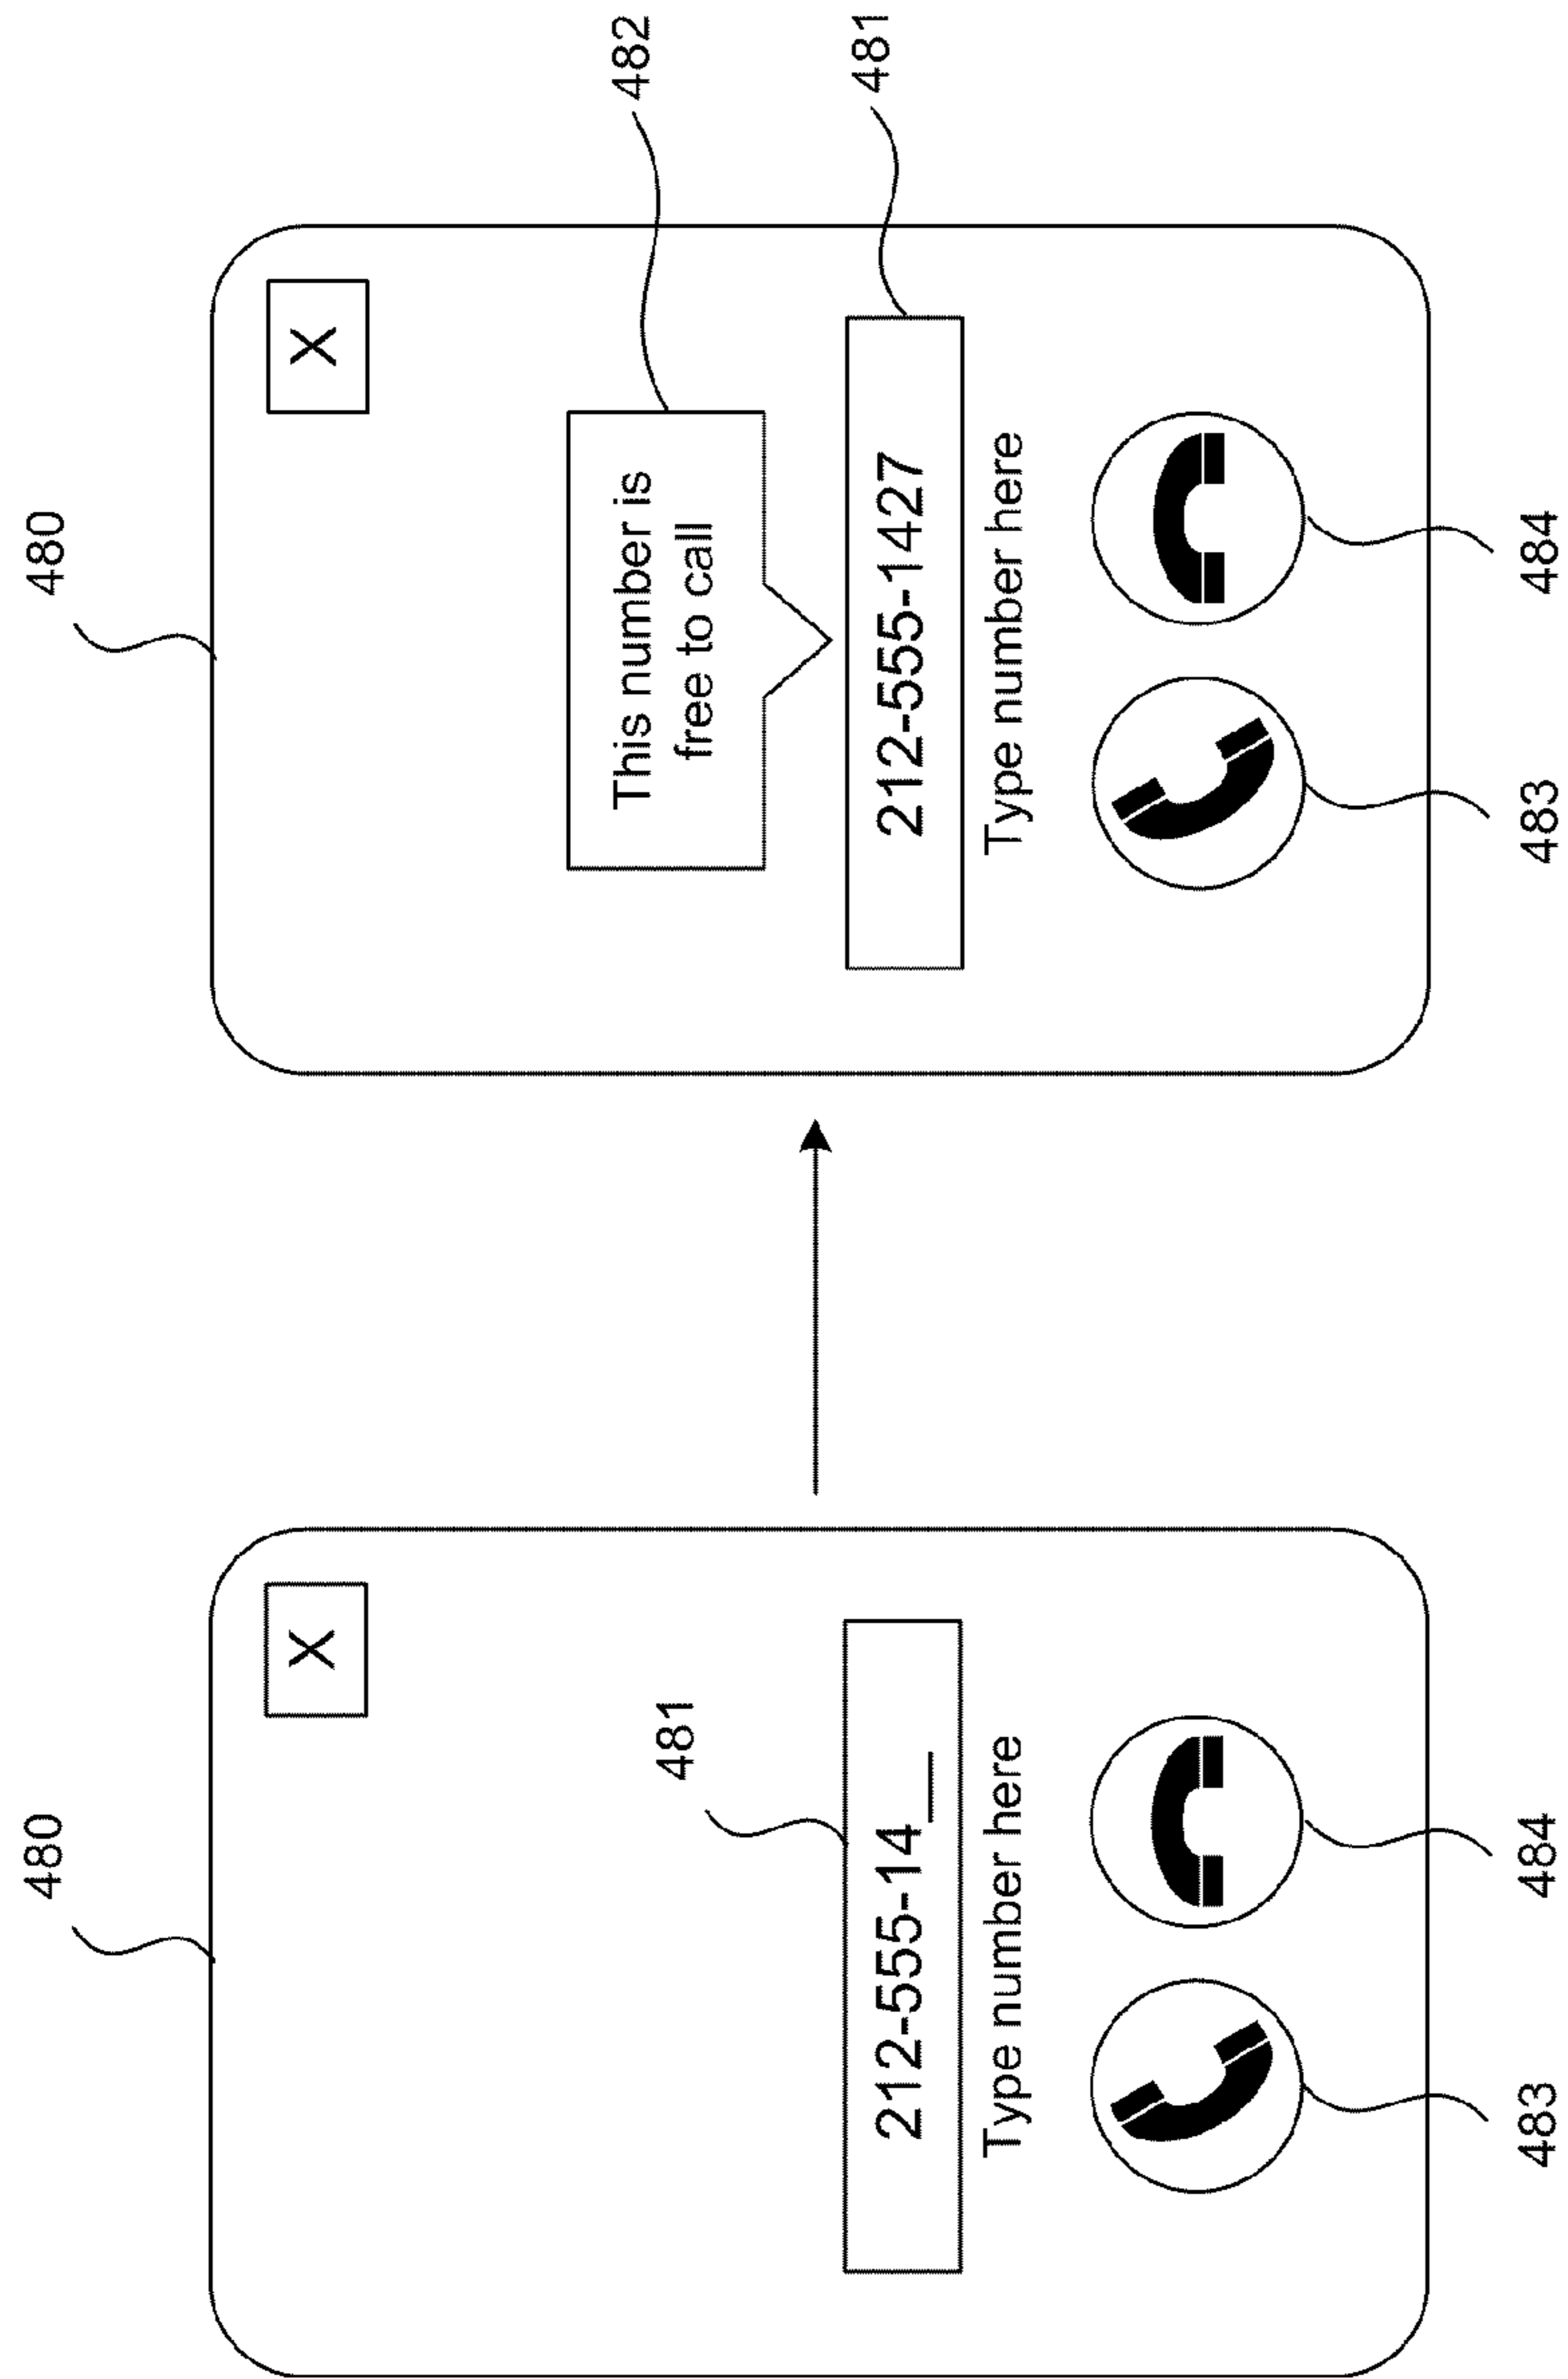 480
X
481
212-555-14__
Type number here
483
484
480
X
482
This number is
free to call
481
212-555-1427
Type number here
483
484